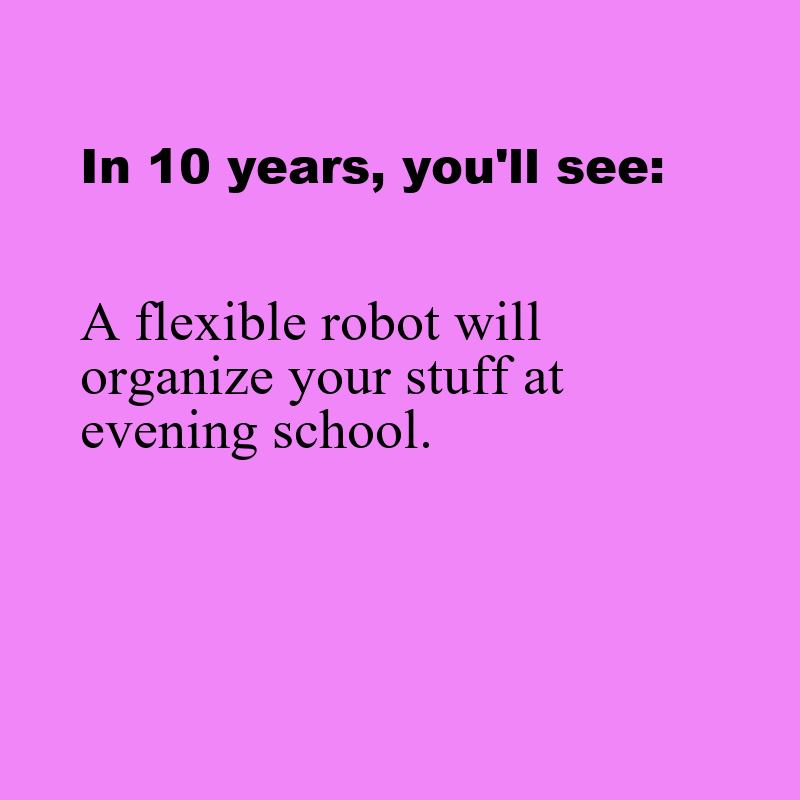 In 10 years, you'll see:
A flexible robot will
organize your stuff at
evening school.